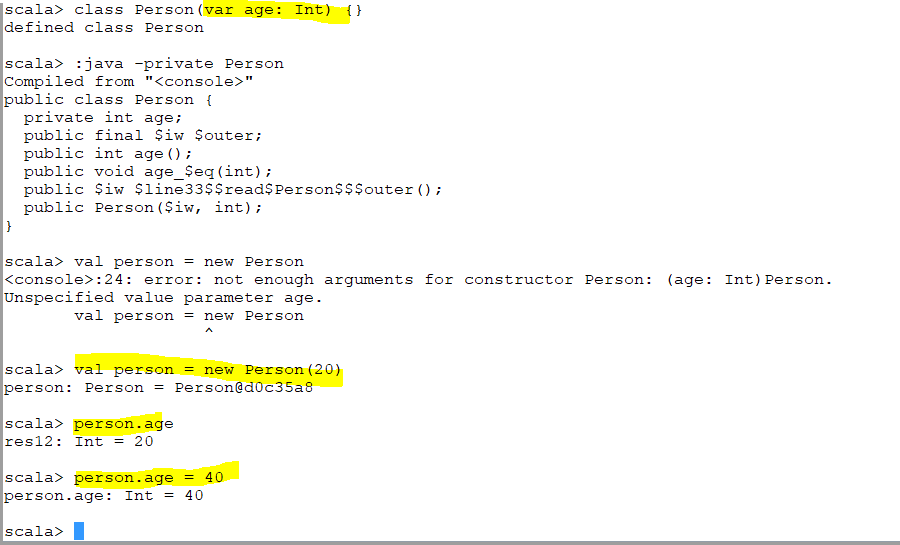 scala> class Person(var age: Int) {}
defined class Person
scala> :java -private Person
Compiled from "<console>"
public class Person {
  private int age;
  public final $iw $outer;
  public int age();
  public void age_$eq(int);
  public $iw $line33$$read$Person$$$outer();
  public Person($iw, int);
}
scala> val person = new Person
<console>:24: error: not enough arguments for constructor Person: (age: Int)Person.
Unspecified value parameter age.
       val person = new Person
                    ^
scala> val person = new Person(20)
person: Person = Person@d0c35a8
scala> person.age
res12: Int = 20
scala> person.age = 40
person.age: Int = 40
scala>